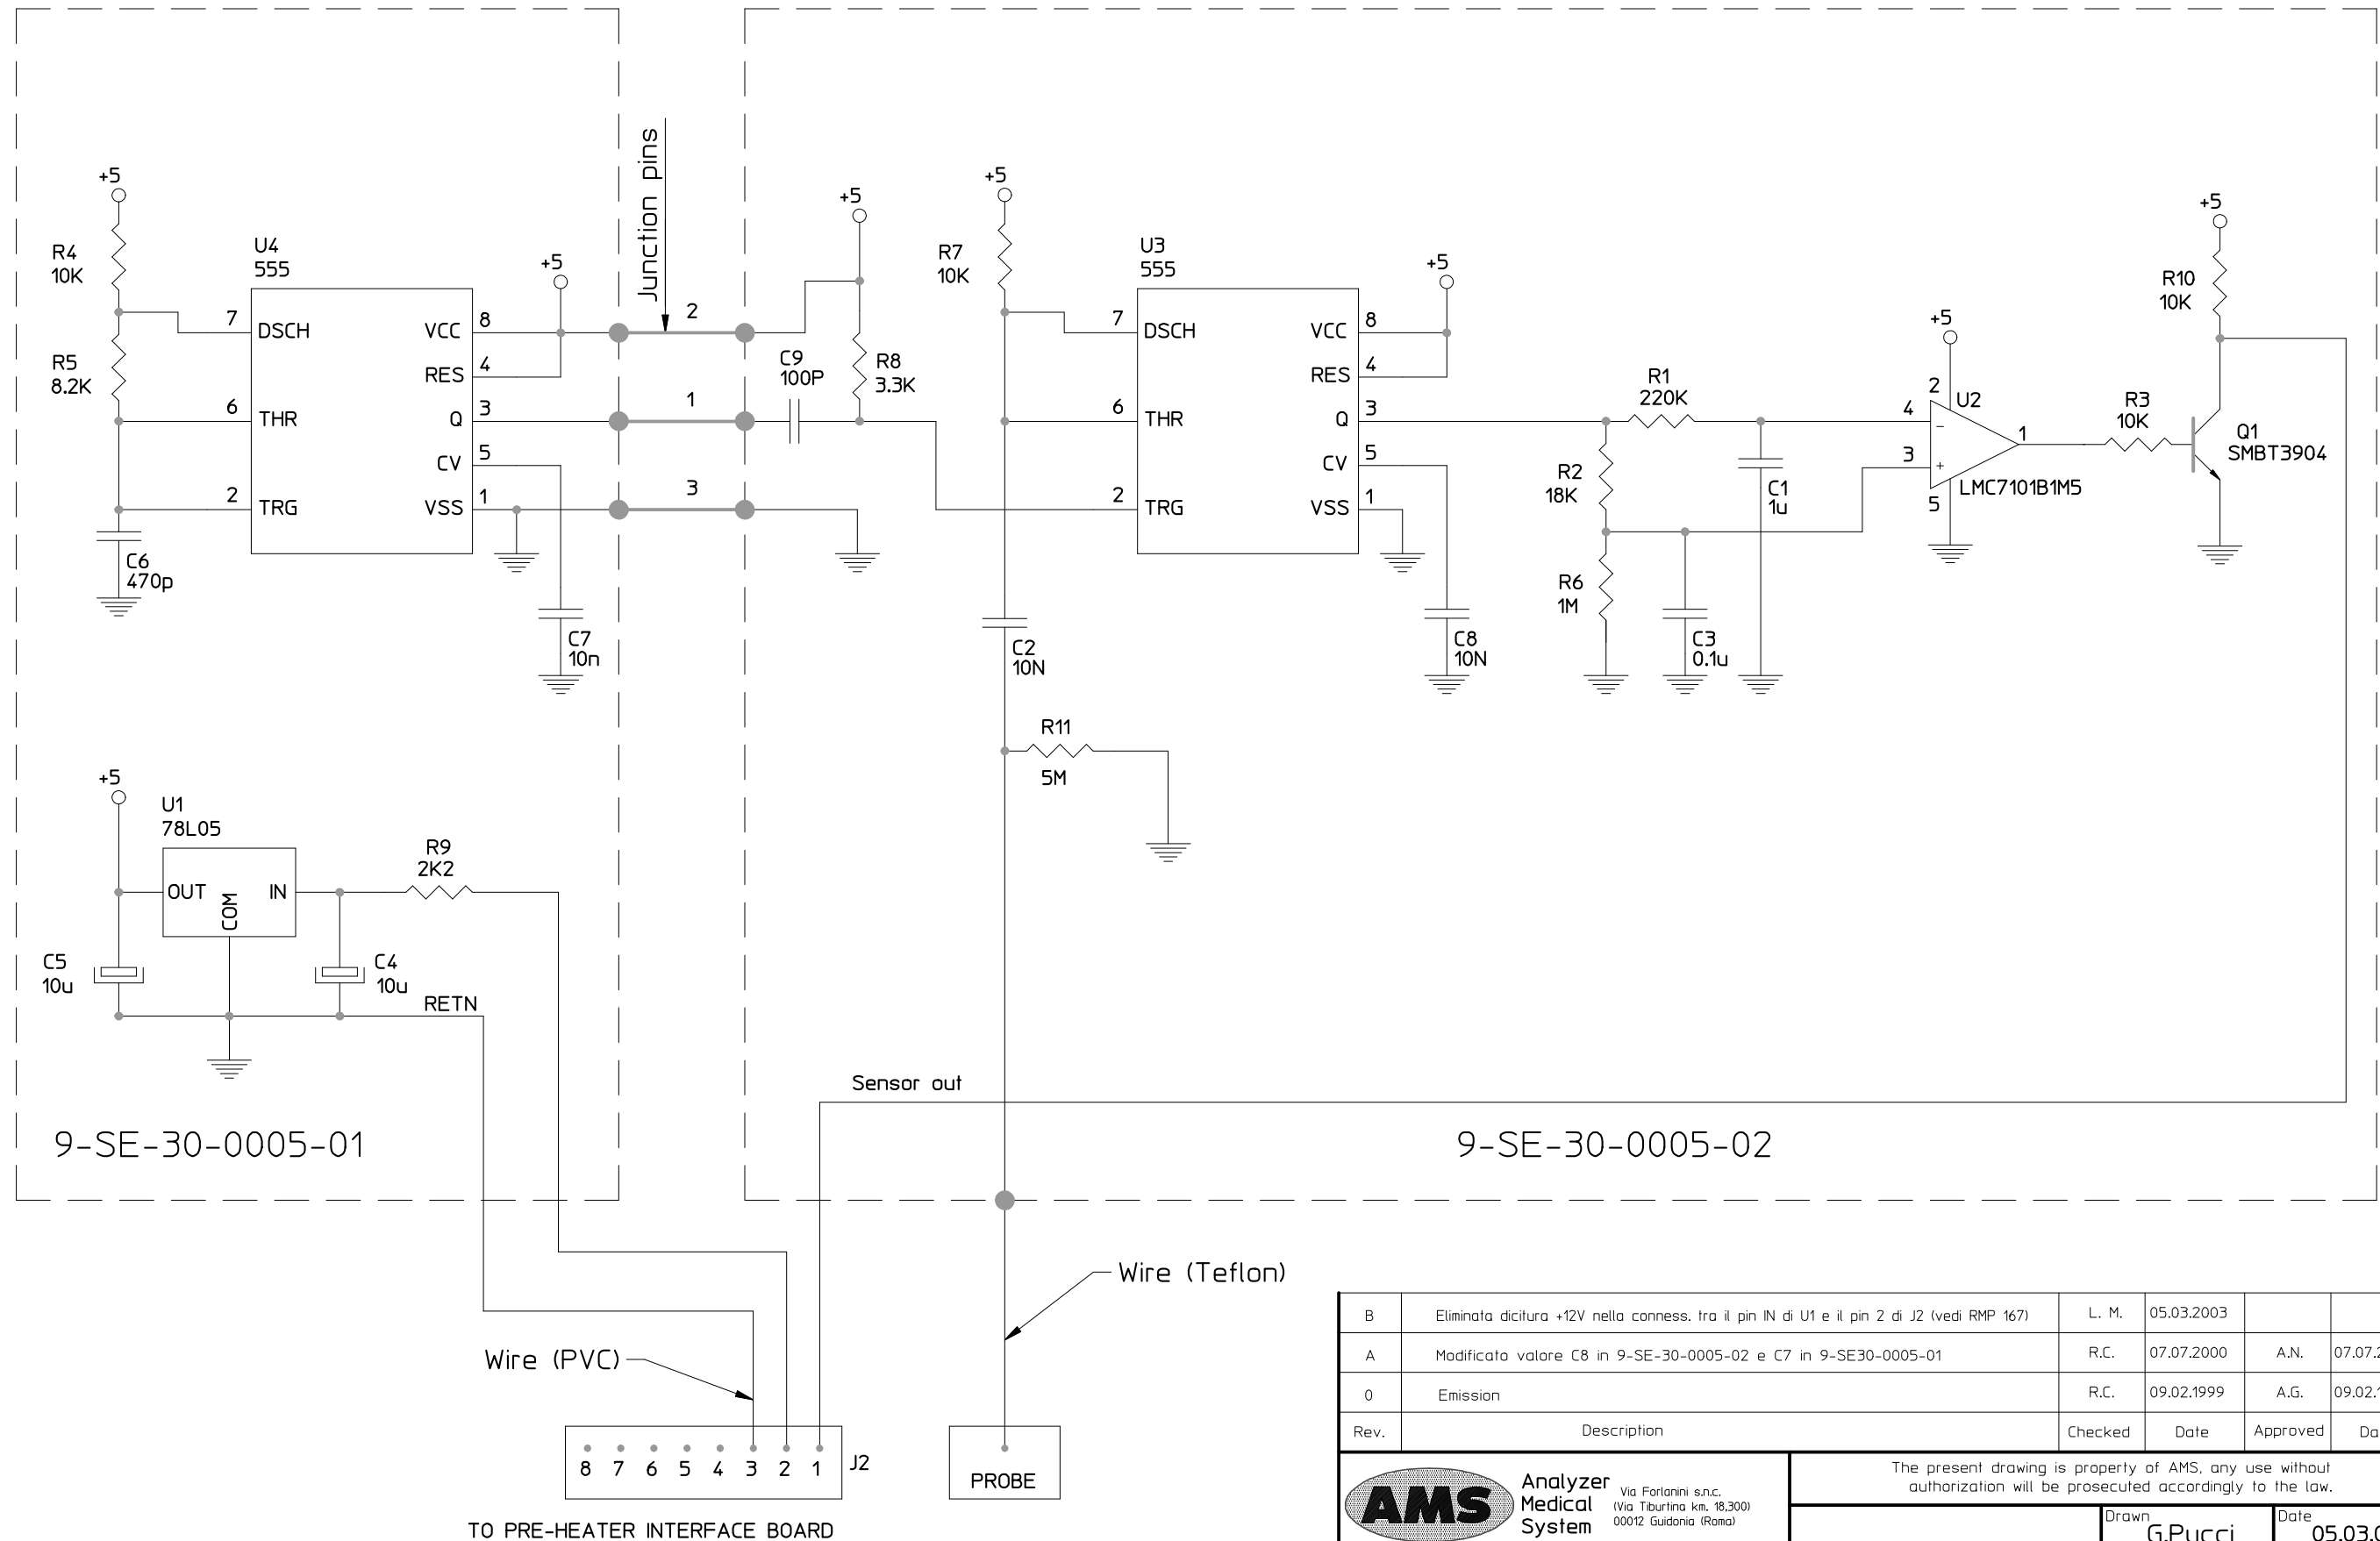 Junction pins
+5
R4
10K
R5
8.2K
U4
555
7
DSCH
6
THR
2
TRG
VCC
8
RES
4
Q
3
CV
5
VSS
1
+5
C6
470p
C7
10n
2
1
3
+5
C9
100P
R8
3.3K
+5
R7
10K
U3
555
7
DSCH
6
THR
2
TRG
VCC
8
RES
4
Q
3
CV
5
VSS
1
+5
C2
10N
C8
10N
R11
5M
R1
220K
R2
18K
R6
1M
C3
0.1u
C1
1u
+5
2
4
3
5
1
U2
LMC7101B1M5
R3
10K
+5
R10
10K
Q1
SMBT3904
+5
U1
78L05
OUT
COM
IN
R9
2K2
C5
10u
C4
10u
RETN
Sensor out
9-SE-30-0005-01
9-SE-30-0005-02
Wire (Teflon)
Wire (PVC)
8 7 6 5 4 3 2 1
J2
PROBE
TO PRE-HEATER INTERFACE BOARD
B Eliminata dicitura +12V nella conness. tra il pin IN di U1 e il pin 2 di J2 (vedi RMP 167) L. M. 05.03.2003
A Modificato valore C8 in 9-SE-30-0005-02 e C7 in 9-SE30-0005-01 R.C. 07.07.2000 A.N. 07.07.
0 Emission R.C. 09.02.1999 A.G. 09.02.
Rev. Description Checked Date Approved Da
AMS
Analyzer
Medical
System
Via Forlanini s.n.c.
(Via Tiburtina km. 18,300)
00012 Guidonia (Roma)
The present drawing is property of AMS, any use without
authorization will be prosecuted accordingly to the law.
Drawn
G.Pucci
Date
05.03.0